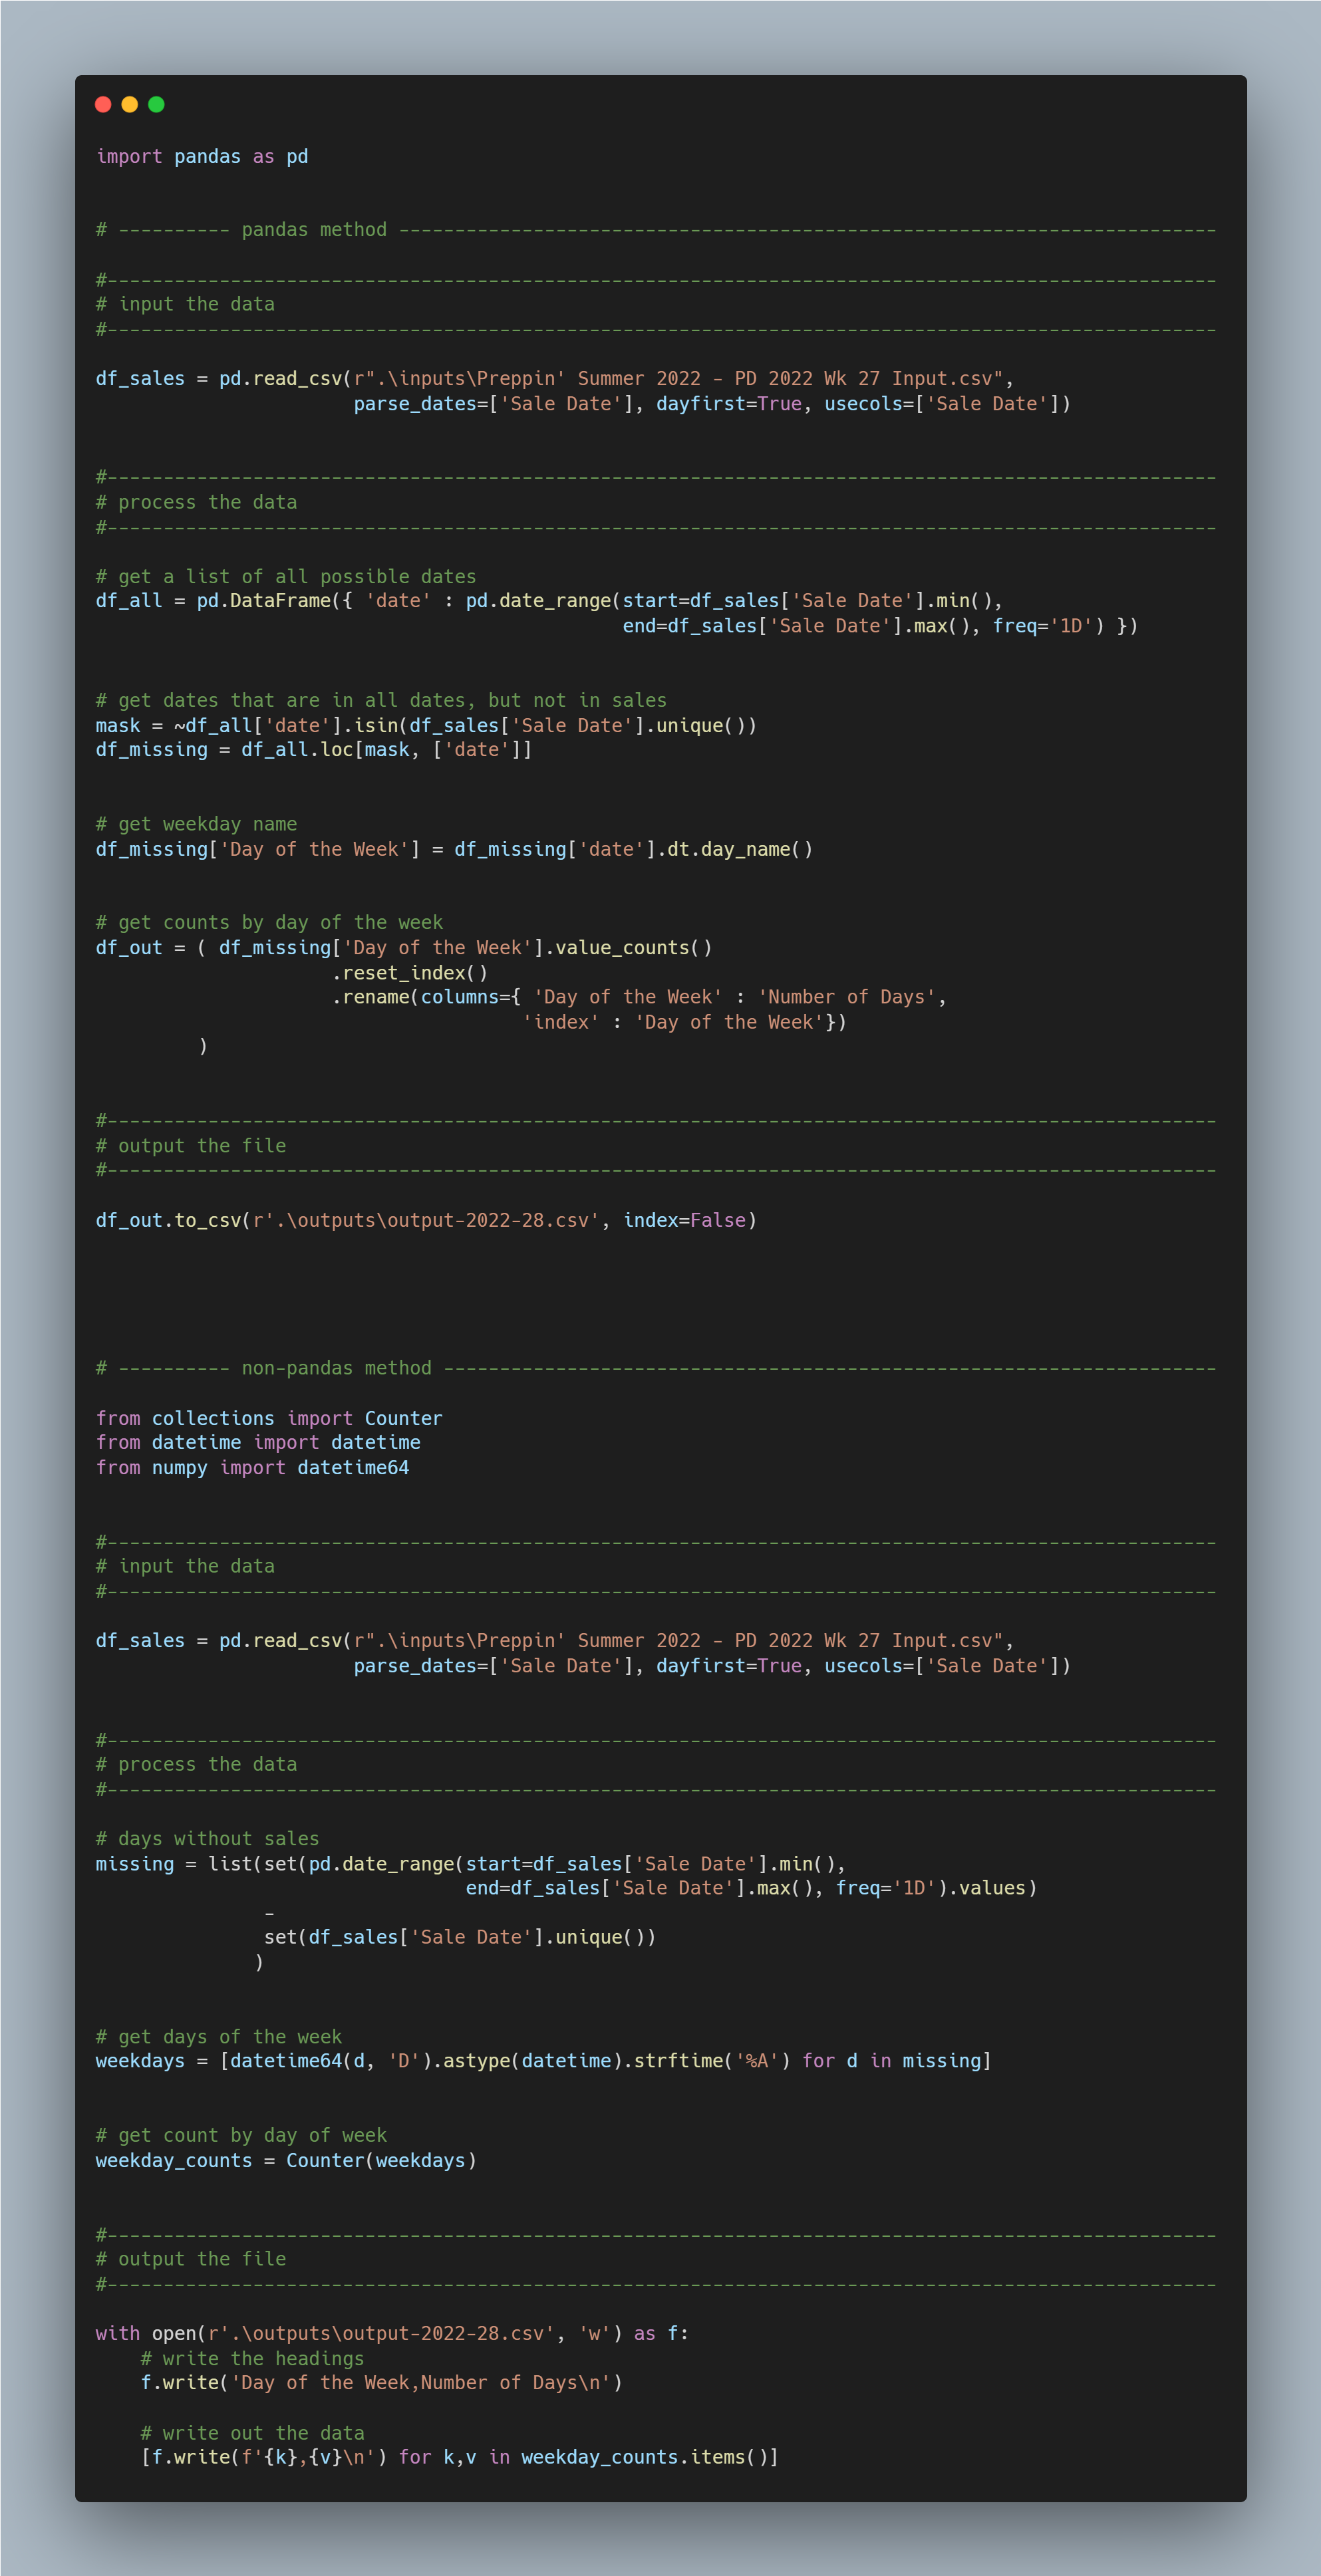 import pandas as pd
# ---------- pandas method -------------------------------------------------------------------------
#---------------------------------------------------------------------------------------------------
# input the data
#---------------------------------------------------------------------------------------------------
df_sales = pd.read_csv(r".\inputs\Preppin' Summer 2022 - PD 2022 Wk 27 Input.csv",
                       parse_dates=['Sale Date'], dayfirst=True, usecols=['Sale Date'])
#---------------------------------------------------------------------------------------------------
# process the data
#---------------------------------------------------------------------------------------------------
# get a list of all possible dates
df_all = pd.DataFrame({ 'date' : pd.date_range(start=df_sales['Sale Date'].min(),
                                               end=df_sales['Sale Date'].max(), freq='1D') })
# get dates that are in all dates, but not in sales
mask = ~df_all['date'].isin(df_sales['Sale Date'].unique())
df_missing = df_all.loc[mask, ['date']]
# get weekday name
df_missing['Day of the Week'] = df_missing['date'].dt.day_name()
# get counts by day of the week
df_out = ( df_missing['Day of the Week'].value_counts()
                     .reset_index()
                     .rename(columns={ 'Day of the Week' : 'Number of Days',
                                      'index' : 'Day of the Week'})
         )
#---------------------------------------------------------------------------------------------------
# output the file
#---------------------------------------------------------------------------------------------------
df_out.to_csv(r'.\outputs\output-2022-28.csv', index=False)
# ---------- non-pandas method ---------------------------------------------------------------------
from collections import Counter
from datetime import datetime
from numpy import datetime64
#---------------------------------------------------------------------------------------------------
# input the data
#---------------------------------------------------------------------------------------------------
df_sales = pd.read_csv(r".\inputs\Preppin' Summer 2022 - PD 2022 Wk 27 Input.csv",
                       parse_dates=['Sale Date'], dayfirst=True, usecols=['Sale Date'])
#---------------------------------------------------------------------------------------------------
# process the data
#---------------------------------------------------------------------------------------------------
# days without sales
missing = list(set(pd.date_range(start=df_sales['Sale Date'].min(),
                                 end=df_sales['Sale Date'].max(), freq='1D').values)
               -
               set(df_sales['Sale Date'].unique())
              )
# get days of the week
weekdays = [datetime64(d, 'D').astype(datetime).strftime('%A') for d in missing]
# get count by day of week
weekday_counts = Counter(weekdays)
#---------------------------------------------------------------------------------------------------
# output the file
#---------------------------------------------------------------------------------------------------
with open(r'.\outputs\output-2022-28.csv', 'w') as f:
    # write the headings
    f.write('Day of the Week,Number of Days\n')
    # write out the data
    [f.write(f'{k},{v}\n') for k,v in weekday_counts.items()]